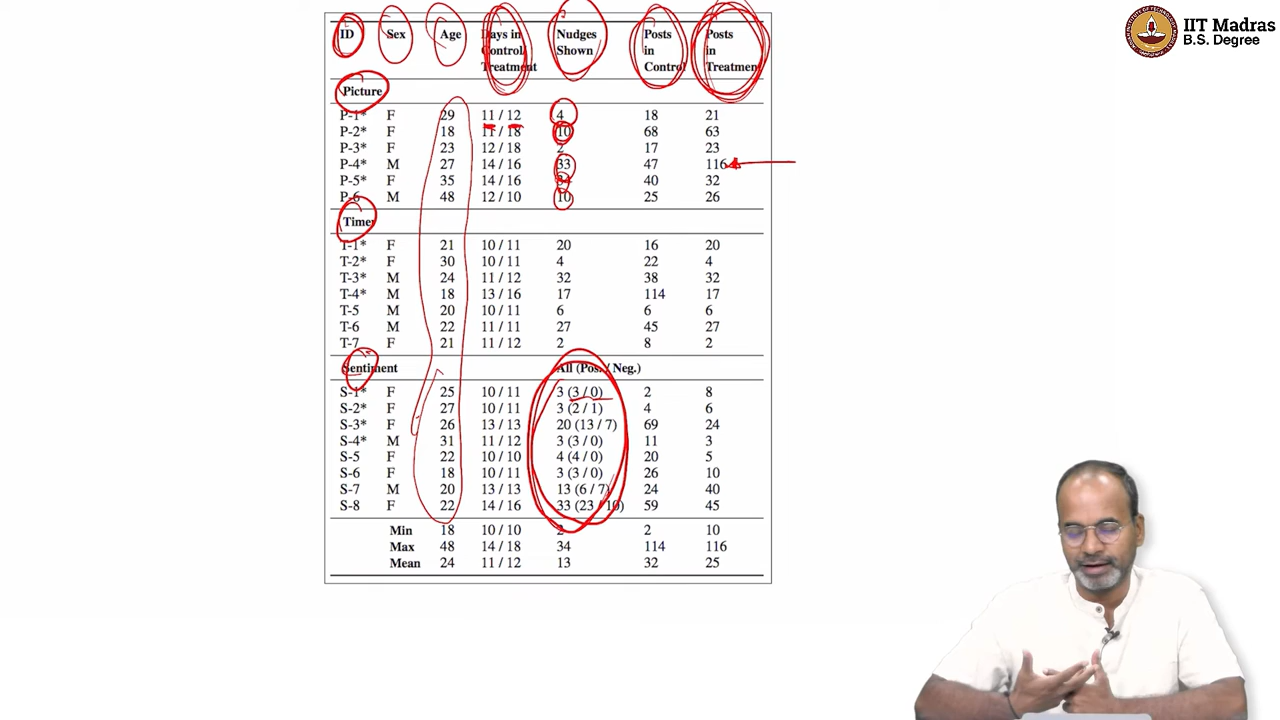 IIT Madras
B.S. Degree
ID Sex Age Days in Control/ Treatment Nudges Shown Posts in Control Posts in Treatment
Picture
P-1* F 29 11 / 12 4 18 21
P-2* F 18 11 / 18 10 68 63
P-3* F 23 12 / 18 2 17 23
P-4* M 27 14 / 16 33 47 116
P-5* F 35 14 / 16 34 40 32
P-6 M 48 12 / 10 10 25 26
Timer
T-1* F 21 10 / 11 20 16 20
T-2* F 30 10 / 11 4 22 4
T-3* M 24 11 / 12 32 38 32
T-4* M 18 13 / 16 17 114 17
T-5 M 20 10 / 11 6 6 6
T-6 M 22 11 / 11 27 45 27
T-7 F 21 11 / 12 2 8 2
Sentiment All (Pos. / Neg.)
S-1* F 25 10 / 11 3 (3 / 0) 2 8
S-2* F 27 10 / 11 3 (2 / 1) 4 6
S-3* F 26 13 / 13 20 (13 / 7) 69 24
S-4* M 31 11 / 12 3 (3 / 0) 11 3
S-5 F 22 10 / 10 4 (4 / 0) 20 5
S-6 F 18 10 / 11 3 (3 / 0) 26 10
S-7 M 20 13 / 13 13 (6 / 7) 24 40
S-8 F 22 14 / 16 33 (23 / 10) 59 45
Min 18 10 / 10 2 2 10
Max 48 14 / 18 34 114 116
Mean 24 11 / 12 13 32 25